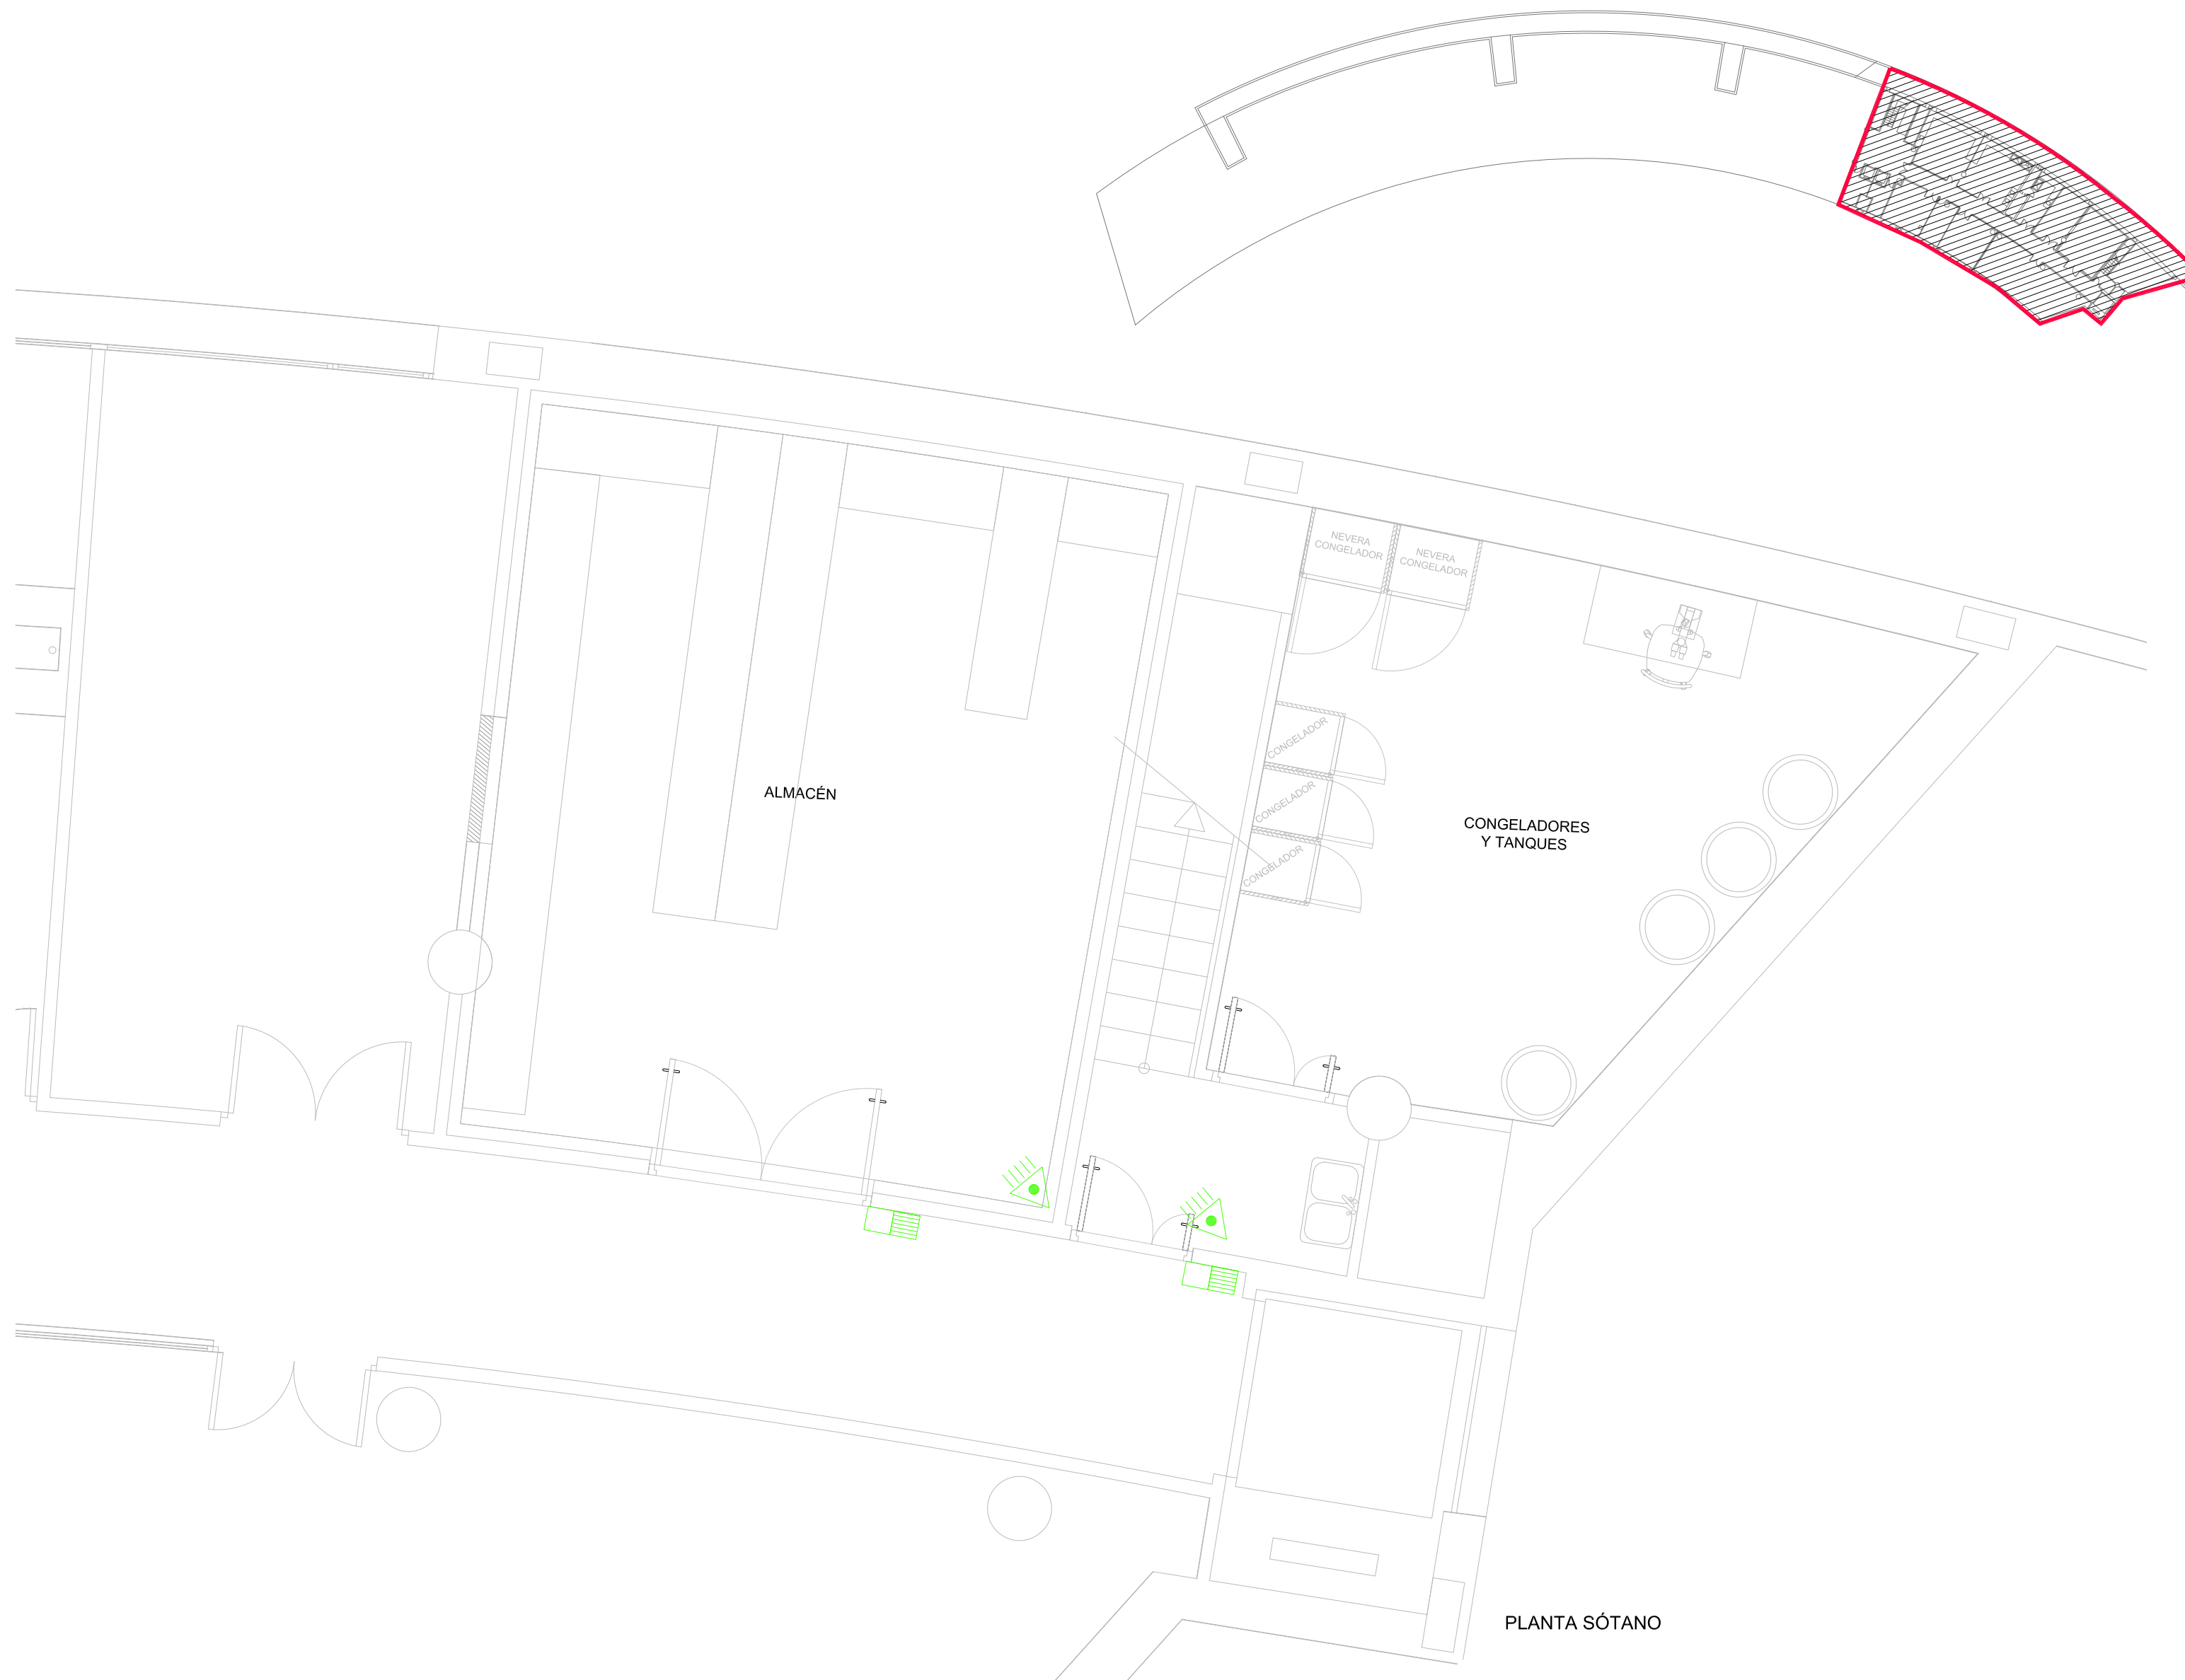 NEVERA
CONGELADOR
NEVERA
CONGELADOR
CONGELADOR
CONGELADOR
CONGELADOR
ALMACÉN
CONGELADORES
Y TANQUES
PLANTA SÓTANO